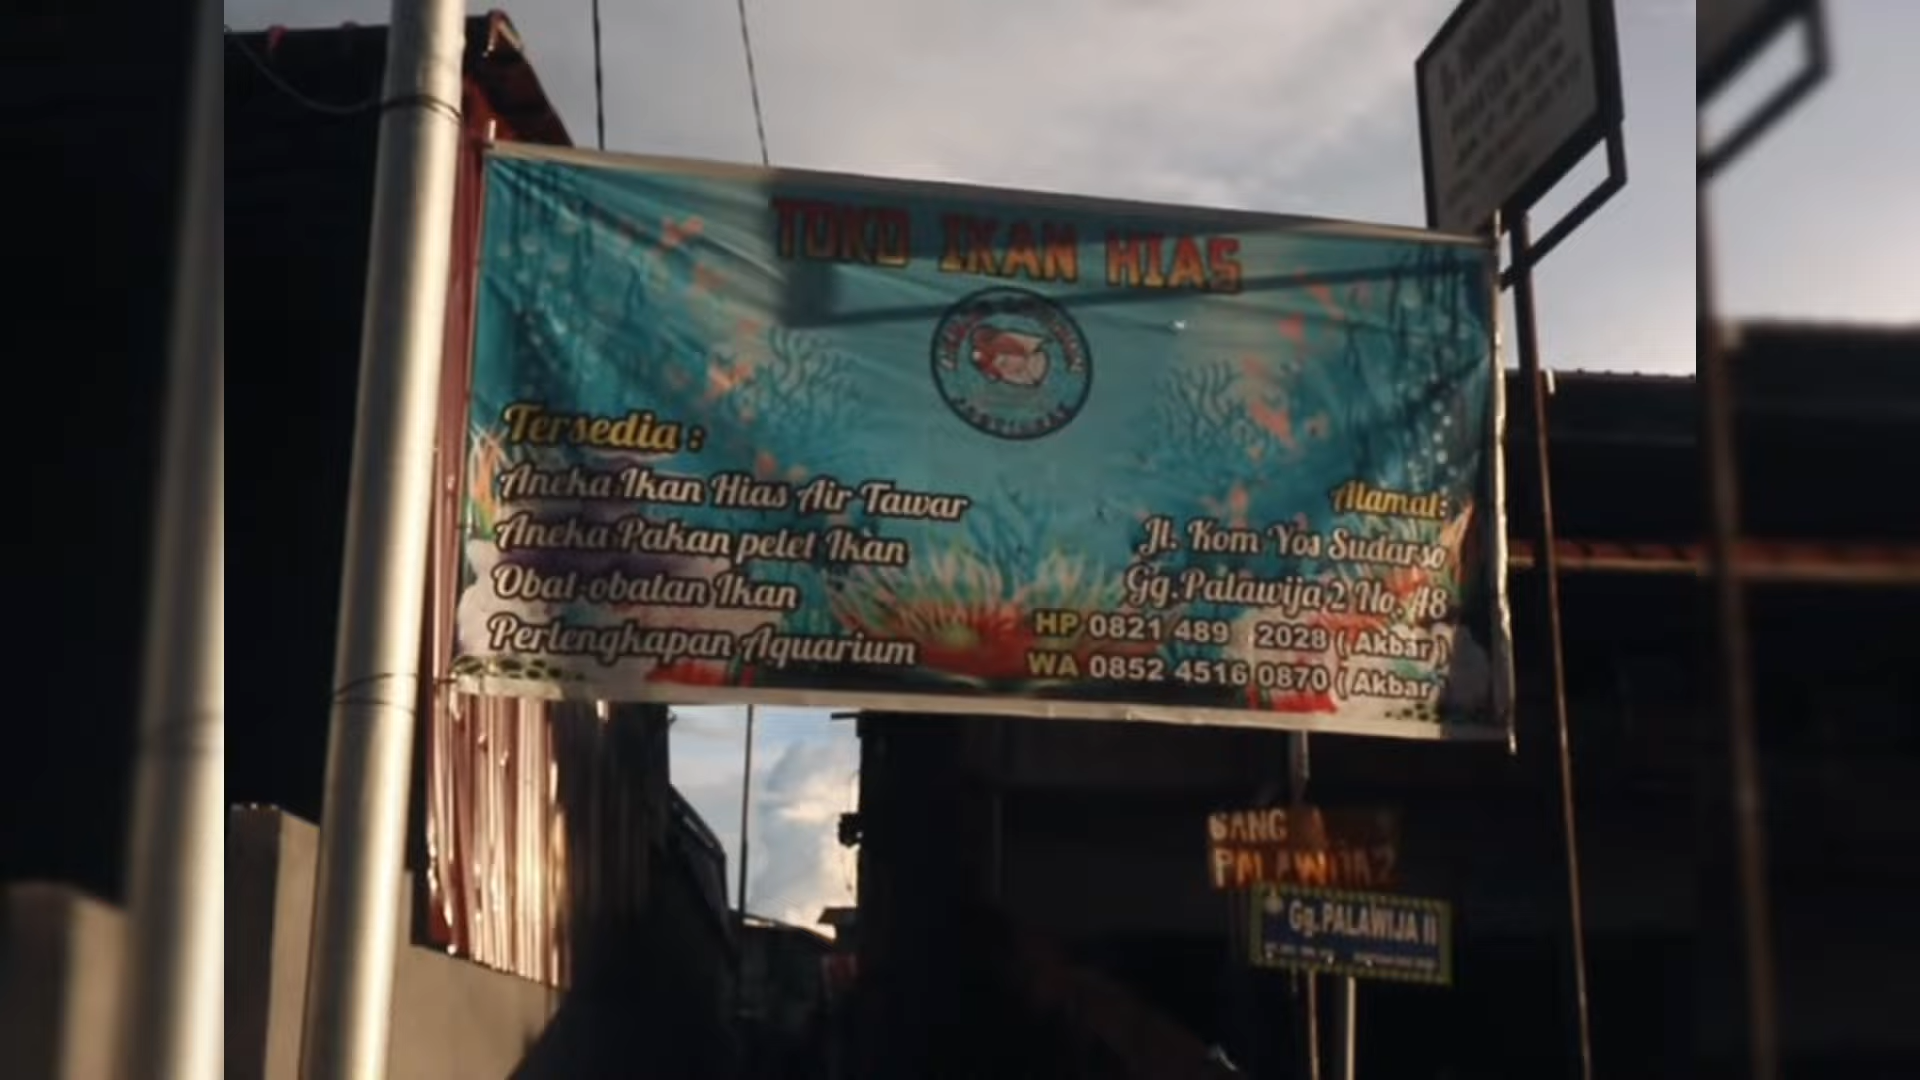 TOKO IKAN HIAS
Tersedia :
Aneka Ikan Hias Air Tawar
Aneka Pakan pelet Ikan
Obat-obatan Ikan
Perlengkapan Aquarium
Alamat:
Jl. Kom Yos Sudarso
Gg.Palawija 2 No. 48
HP 0821 489 2028 ( Akbar )
WA 0852 4516 0870 ( Akbar
GANG
PALAWIJA 2
Gg.PALAWIJA II